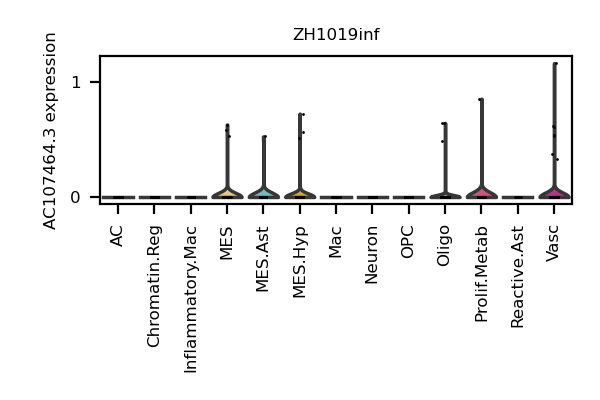 ZH1019inf
AC107464.3 expression
1
0
AC
Chromatin.Reg
Inflammatory.Mac
MES
MES.Ast
MES.Hyp
Mac
Neuron
OPC
Oligo
Prolif.Metab
Reactive.Ast
Vasc